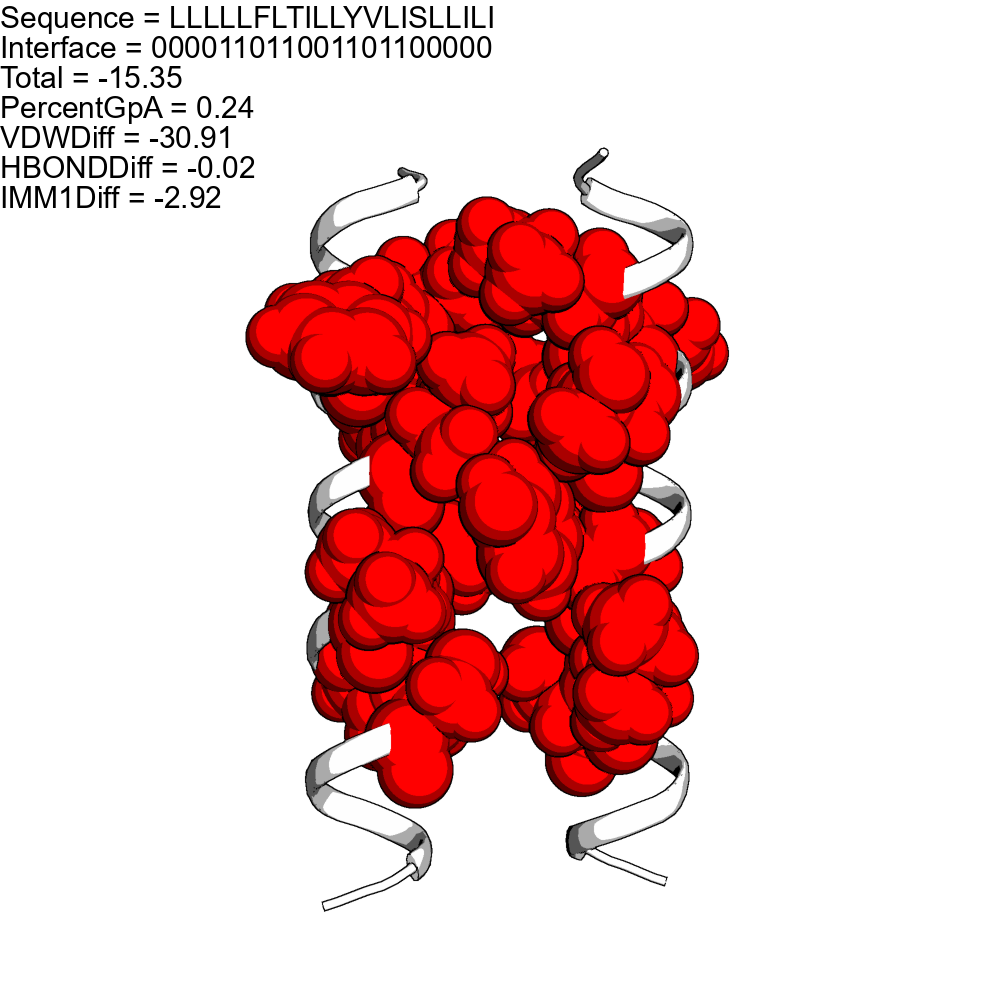 Sequence = LLLLLFLTILLYVLISLLILI
Interface = 000011011001101100000
Total = -15.35
PercentGpA = 0.24
VDWDiff = -30.91
HBONDDiff = -0.02
IMM1Diff = -2.92